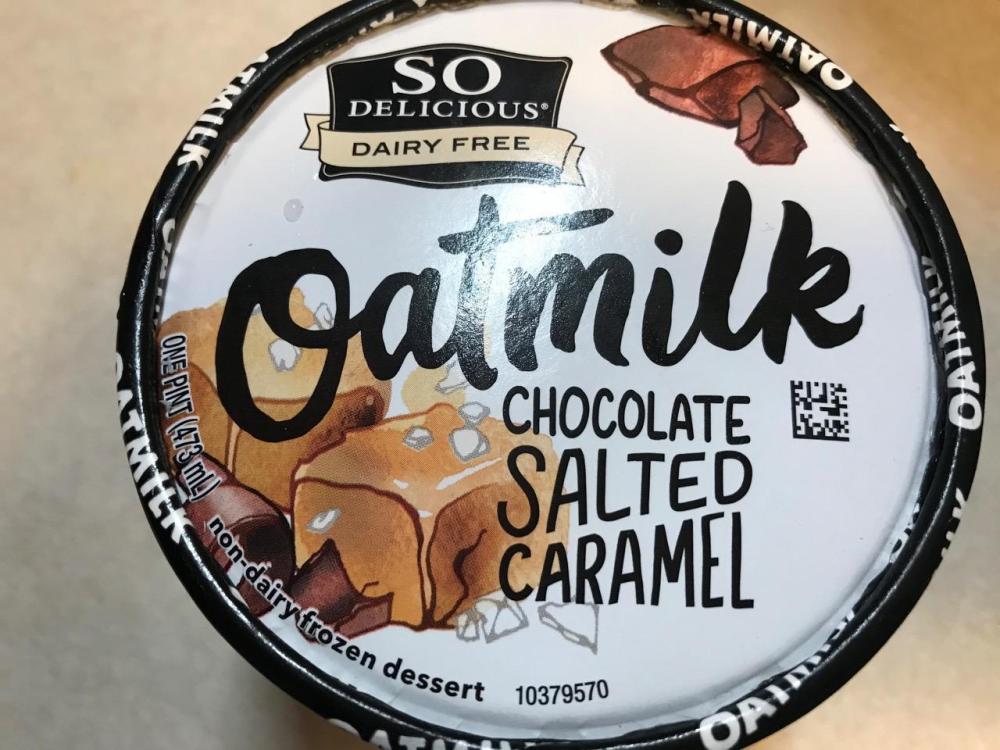 SO
DELICIOUS®
DAIRY FREE
Oatmilk
CHOCOLATE
SALTED
CARAMEL
ONE PINT (473 mL)
non-dairy frozen dessert
10379570
OATMILK
OATMILK
OATMILK
OATMILK